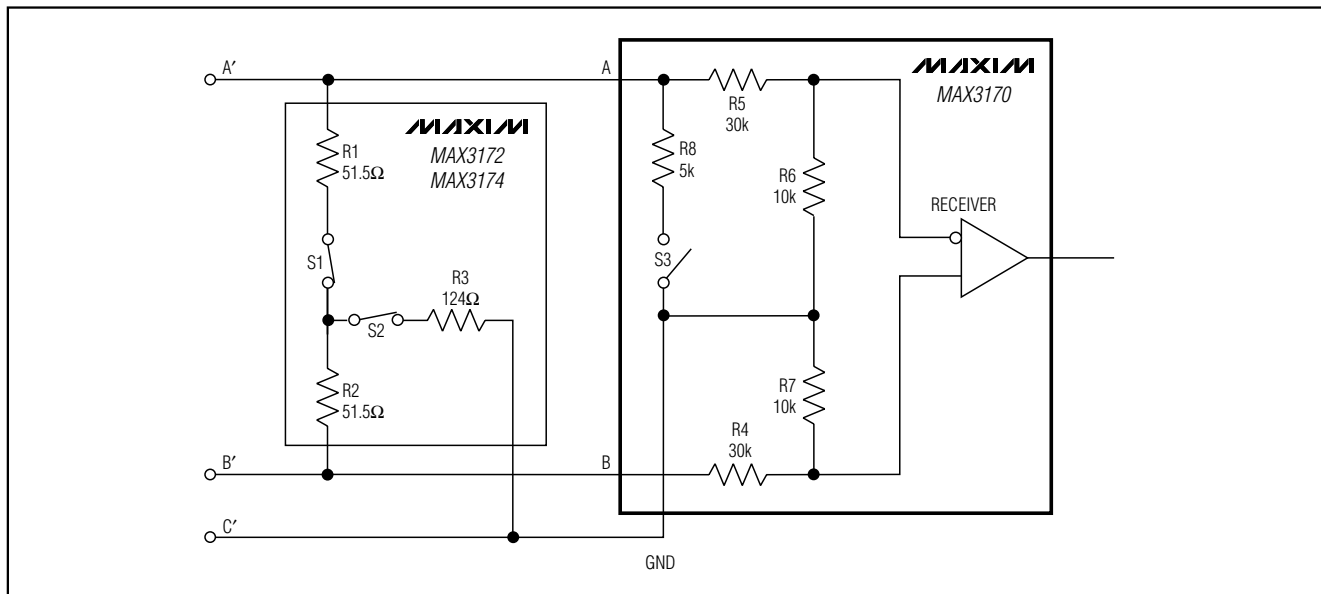 A′
A
MAXIM
MAX3170
R5
30k
MAXIM
MAX3172
MAX3174
R1
51.5Ω
R8
5k
R6
10k
RECEIVER
S1
S3
R3
124Ω
S2
R2
51.5Ω
R7
10k
R4
30k
B′
B
C′
GND